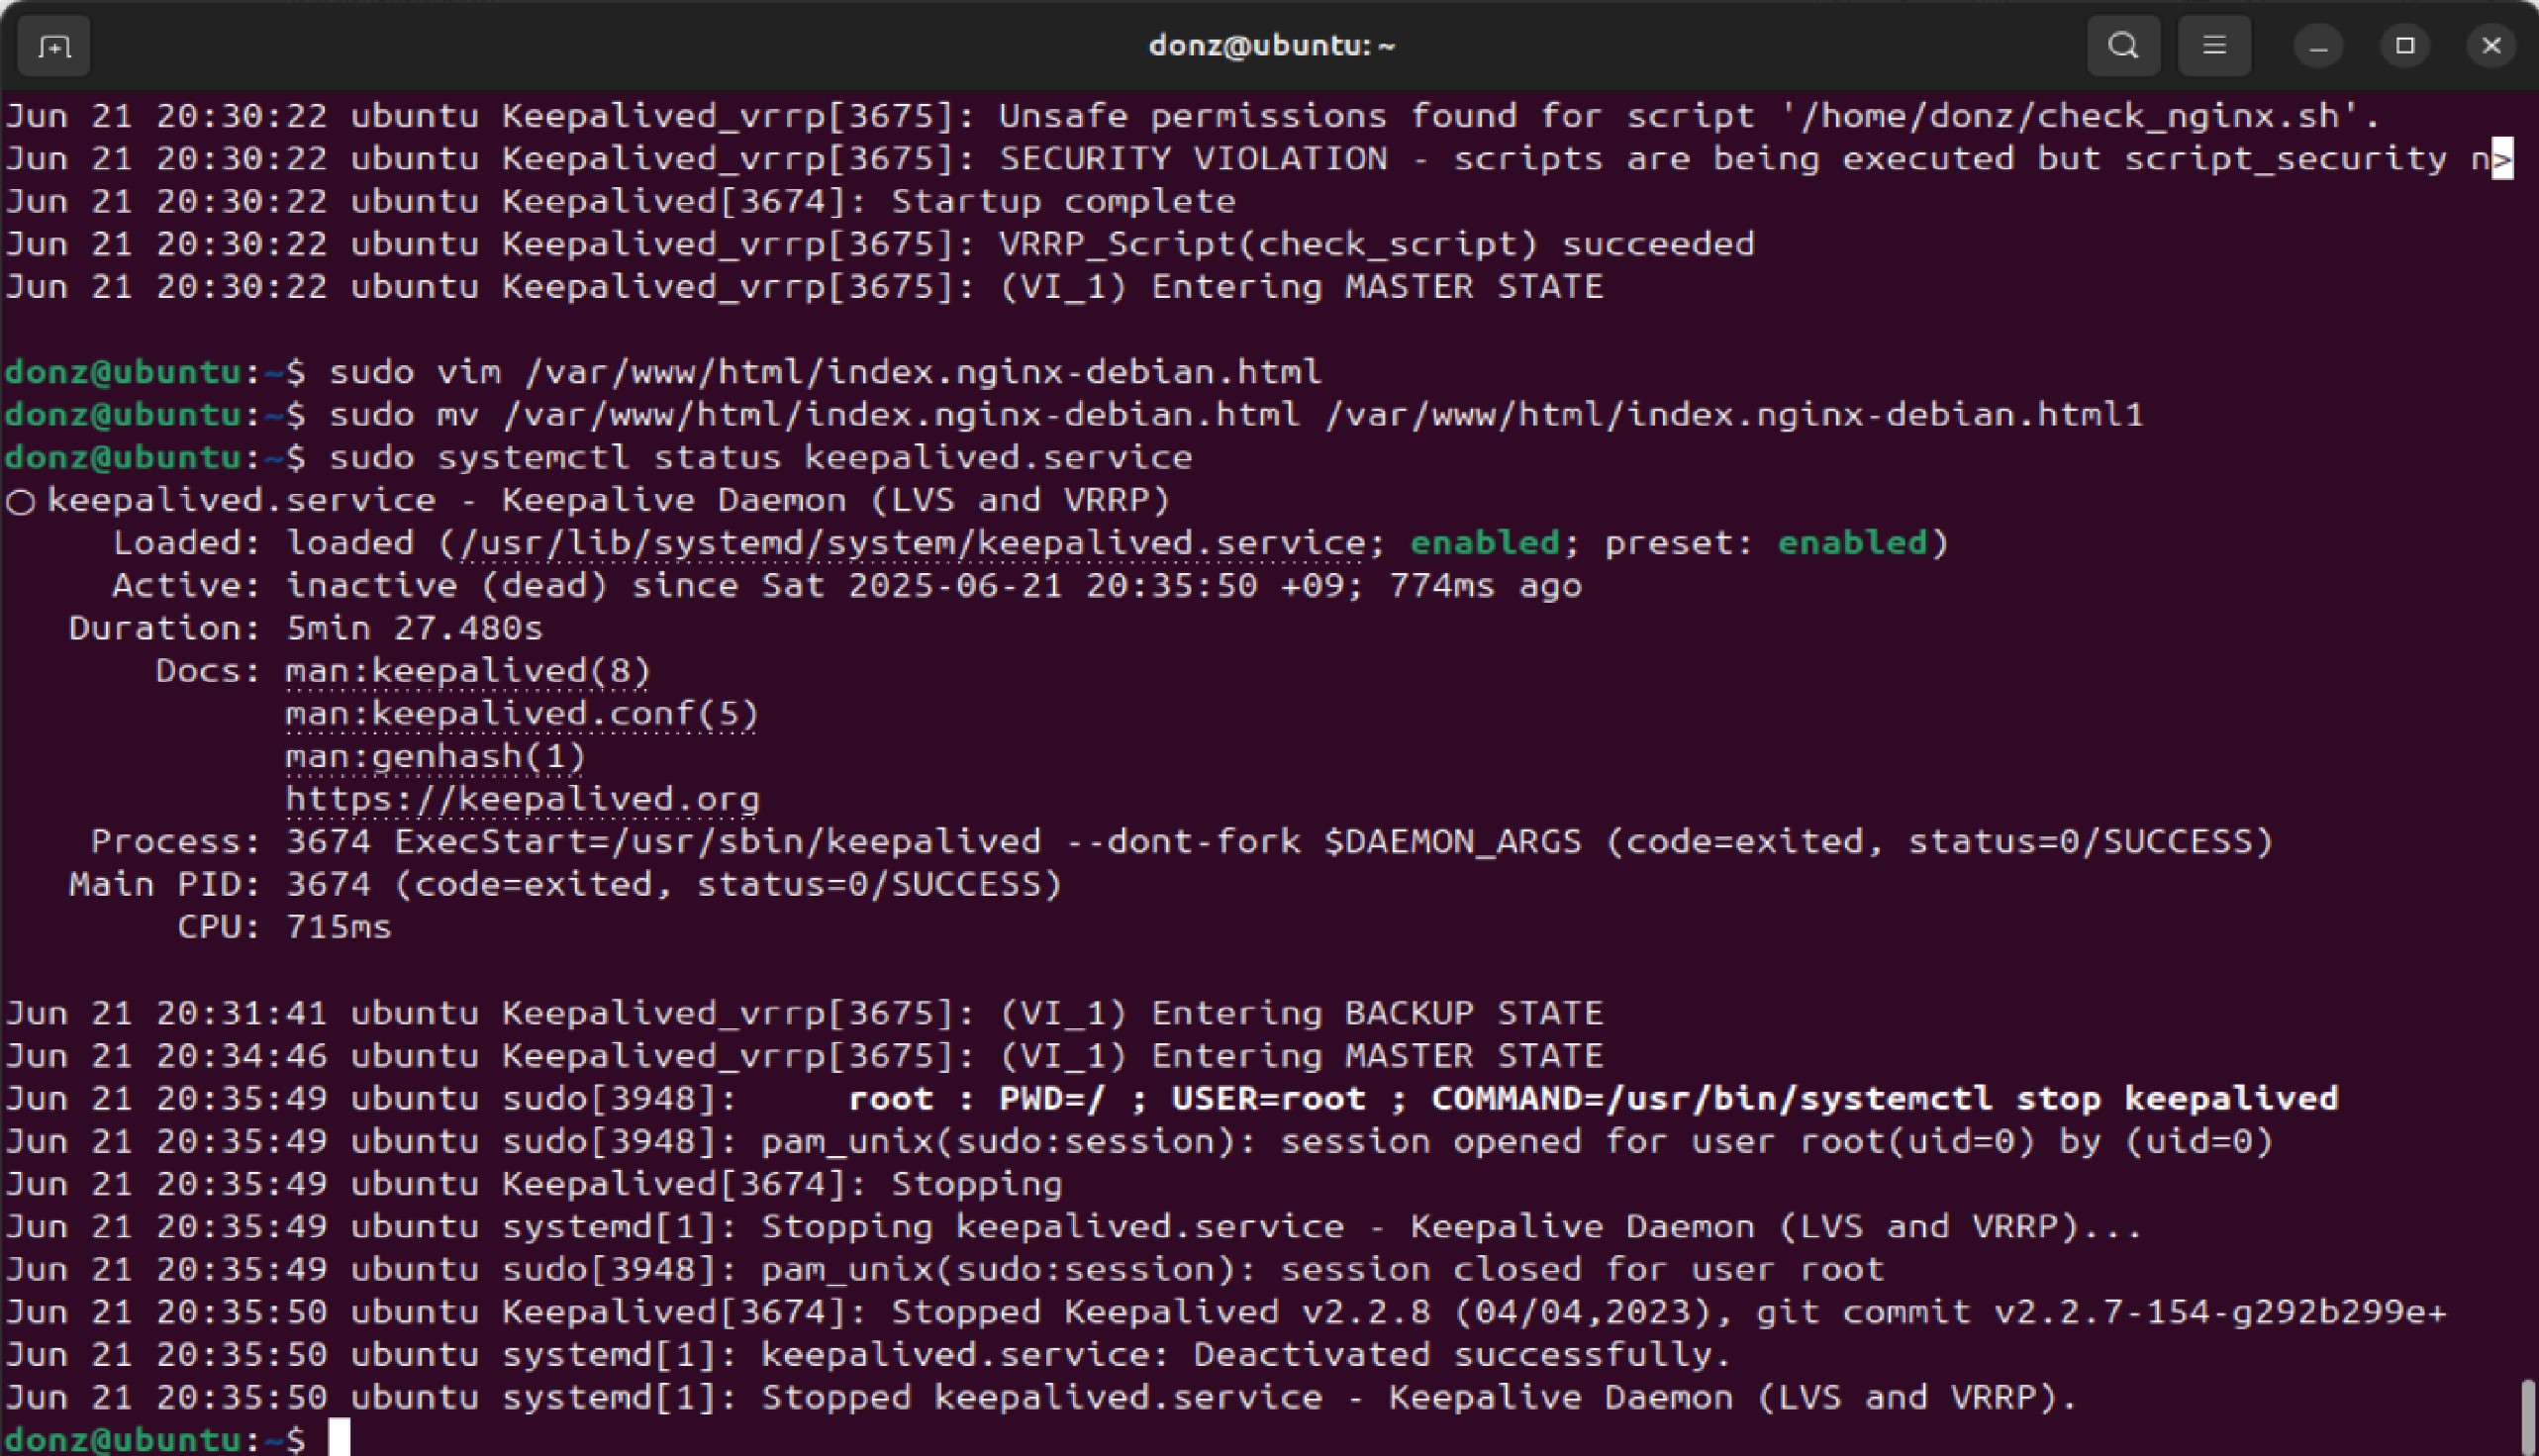 donz@ubuntu: ~
Jun 21 20:30:22 ubuntu Keepalived_vrrp[3675]: Unsafe permissions found for script '/home/donz/check_nginx.sh'.
Jun 21 20:30:22 ubuntu Keepalived_vrrp[3675]: SECURITY VIOLATION - scripts are being executed but script_security n>
Jun 21 20:30:22 ubuntu Keepalived[3674]: Startup complete
Jun 21 20:30:22 ubuntu Keepalived_vrrp[3675]: VRRP_Script(check_script) succeeded
Jun 21 20:30:22 ubuntu Keepalived_vrrp[3675]: (VI_1) Entering MASTER STATE
donz@ubuntu:~$ sudo vim /var/www/html/index.nginx-debian.html
donz@ubuntu:~$ sudo mv /var/www/html/index.nginx-debian.html /var/www/html/index.nginx-debian.html1
donz@ubuntu:~$ sudo systemctl status keepalived.service
○ keepalived.service - Keepalive Daemon (LVS and VRRP)
Loaded: loaded (/usr/lib/systemd/system/keepalived.service; enabled; preset: enabled)
Active: inactive (dead) since Sat 2025-06-21 20:35:50 +09; 774ms ago
Duration: 5min 27.480s
Docs: man:keepalived(8)
man:keepalived.conf(5)
man:genhash(1)
https://keepalived.org
Process: 3674 ExecStart=/usr/sbin/keepalived --dont-fork $DAEMON_ARGS (code=exited, status=0/SUCCESS)
Main PID: 3674 (code=exited, status=0/SUCCESS)
CPU: 715ms
Jun 21 20:31:41 ubuntu Keepalived_vrrp[3675]: (VI_1) Entering BACKUP STATE
Jun 21 20:34:46 ubuntu Keepalived_vrrp[3675]: (VI_1) Entering MASTER STATE
Jun 21 20:35:49 ubuntu sudo[3948]:     root : PWD=/ ; USER=root ; COMMAND=/usr/bin/systemctl stop keepalived
Jun 21 20:35:49 ubuntu sudo[3948]: pam_unix(sudo:session): session opened for user root(uid=0) by (uid=0)
Jun 21 20:35:49 ubuntu Keepalived[3674]: Stopping
Jun 21 20:35:49 ubuntu systemd[1]: Stopping keepalived.service - Keepalive Daemon (LVS and VRRP)...
Jun 21 20:35:49 ubuntu sudo[3948]: pam_unix(sudo:session): session closed for user root
Jun 21 20:35:50 ubuntu Keepalived[3674]: Stopped Keepalived v2.2.8 (04/04,2023), git commit v2.2.7-154-g292b299e+
Jun 21 20:35:50 ubuntu systemd[1]: keepalived.service: Deactivated successfully.
Jun 21 20:35:50 ubuntu systemd[1]: Stopped keepalived.service - Keepalive Daemon (LVS and VRRP).
donz@ubuntu:~$